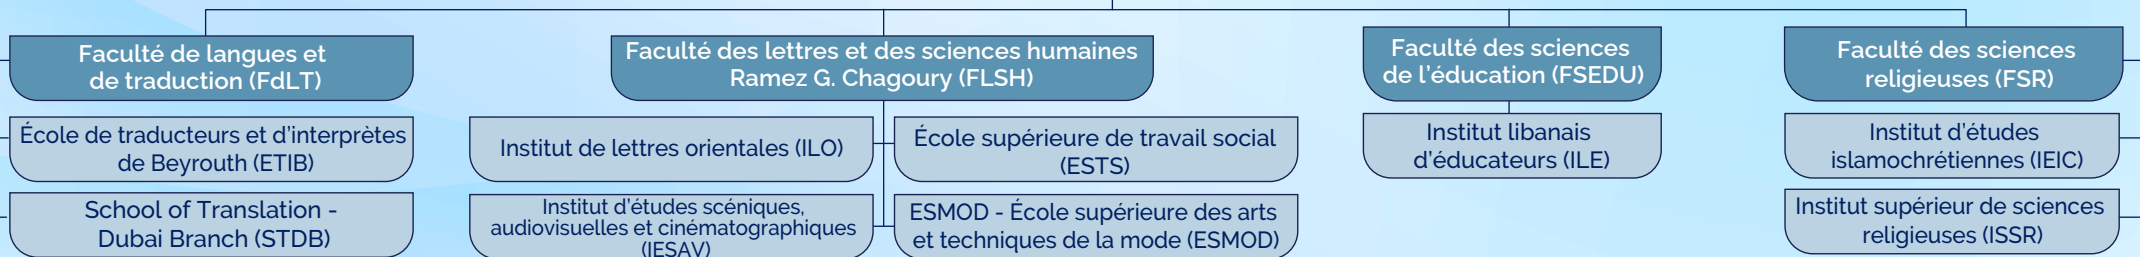 Faculté de langues et
de traduction (FdLT)
École de traducteurs et d'interprètes
de Beyrouth (ETIB)
School of Translation -
Dubai Branch (STDB)
Faculté des lettres et des sciences humaines
Ramez G. Chagoury (FLSH)
Institut de lettres orientales (ILO)
École supérieure de travail social
(ESTS)
Institut d'études scéniques,
audiovisuelles et cinématographiques
(IESAV)
ESMOD - École supérieure des arts
et techniques de la mode (ESMOD)
Faculté des sciences
de l'éducation (FSEDU)
Institut libanais
d'éducateurs (ILE)
Faculté des sciences
religieuses (FSR)
Institut d'études
islamochrétiennes (IEIC)
Institut supérieur de sciences
religieuses (ISSR)